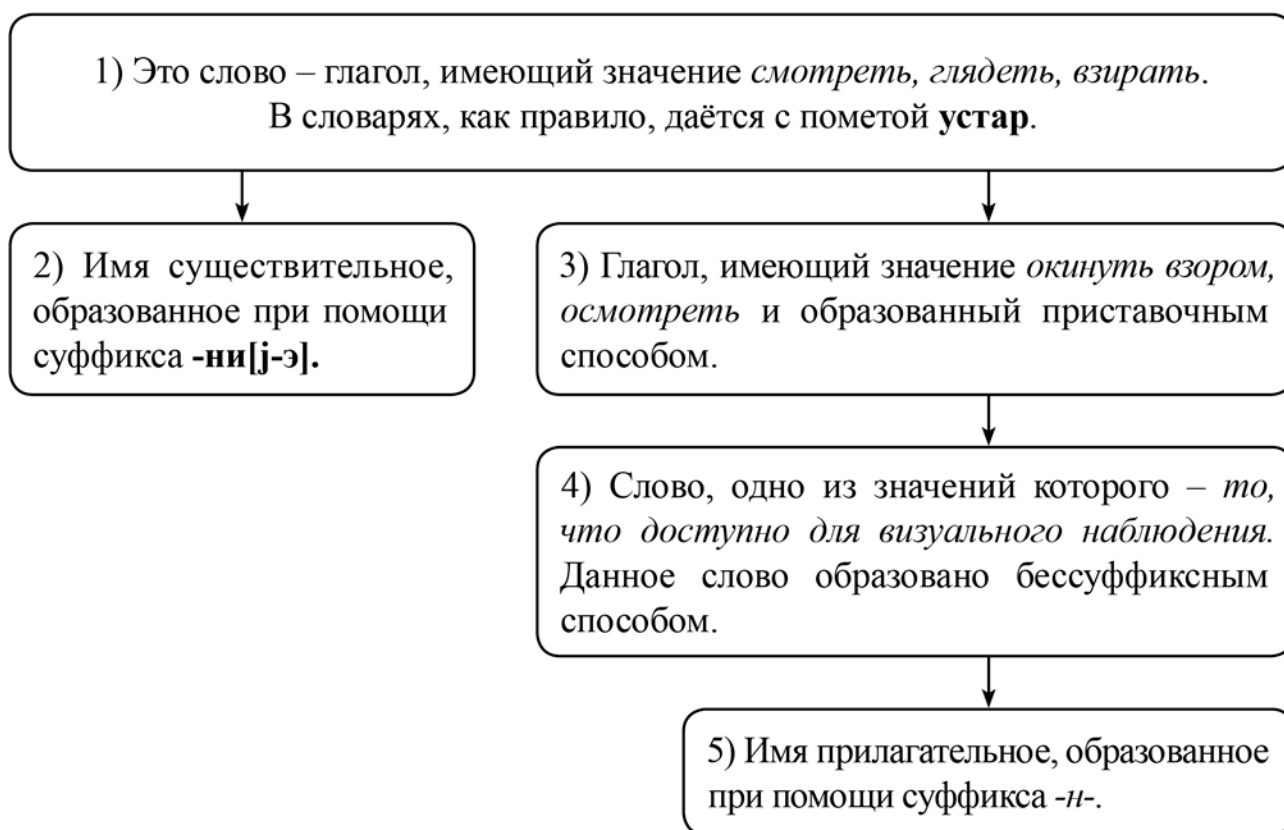 1) Это слово – глагол, имеющий значение смотреть, глядеть, взирать.
В словарях, как правило, даётся с пометой устар.
2) Имя существительное,
образованное при помощи
суффикса -ни[j-э].
3) Глагол, имеющий значение окинуть взором,
осмотреть и образованный приставочным
способом.
4) Слово, одно из значений которого – то,
что доступно для визуального наблюдения.
Данное слово образовано бессуффиксным
способом.
5) Имя прилагательное, образованное
при помощи суффикса -н-.